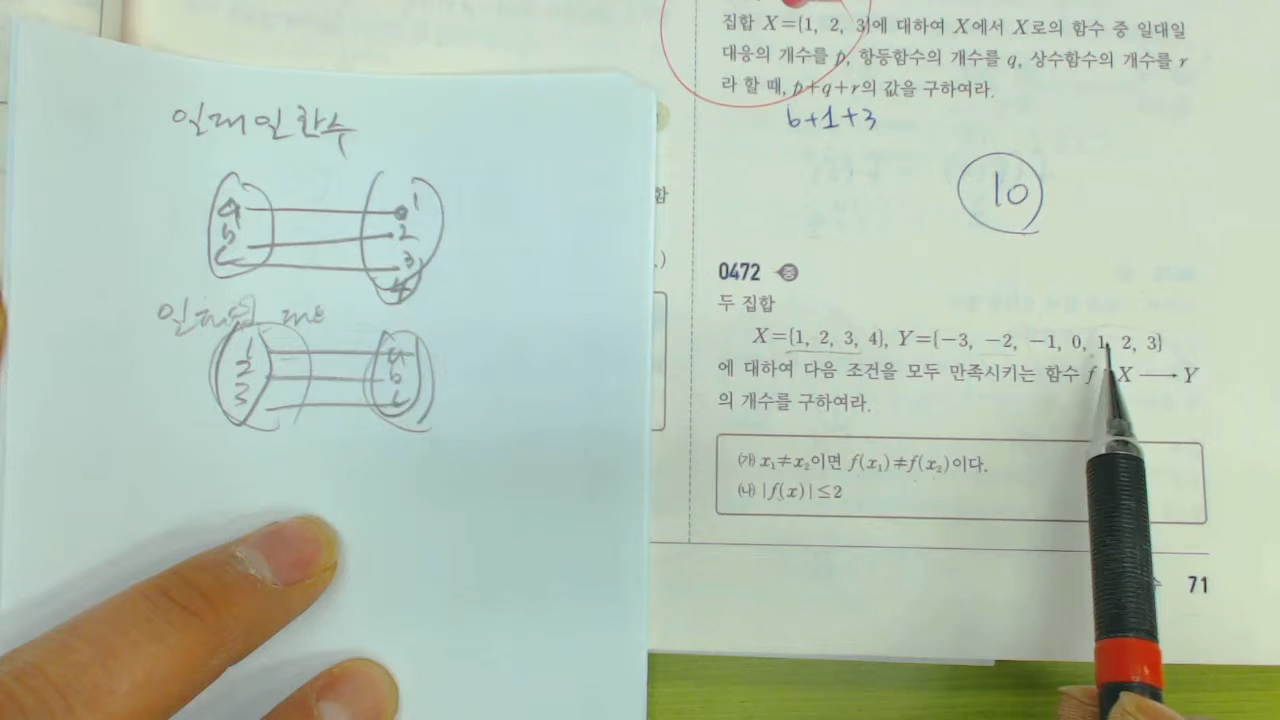 일대일함수
a 1
b 2
c 3
4
일대일 대응
1 a
2 b
3 c
집합 X={1, 2, 3}에 대하여 X에서 X로의 함수 중 일대일
대응의 개수를 p, 항등함수의 개수를 q, 상수함수의 개수를 r
라 할 때, p+q+r의 값을 구하여라.
6+1+3
10
함
0472 중
두 집합
X={1, 2, 3, 4}, Y={-3, -2, -1, 0, 1, 2, 3}
에 대하여 다음 조건을 모두 만족시키는 함수 f X → Y
의 개수를 구하여라.
㈎ x₁≠x₂이면 f(x₁)≠f(x₂)이다.
㈏ |f(x)|≤2
수 71